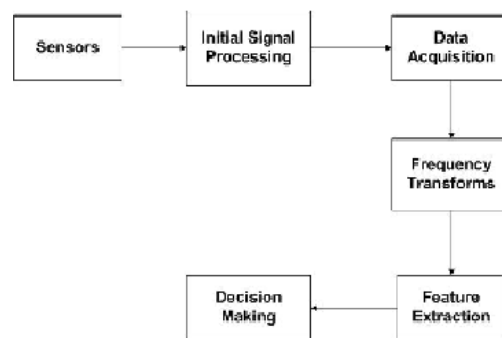 Sensors
Initial Signal
Processing
Data
Acquisition
Frequency
Transforms
Feature
Extraction
Decision
Making